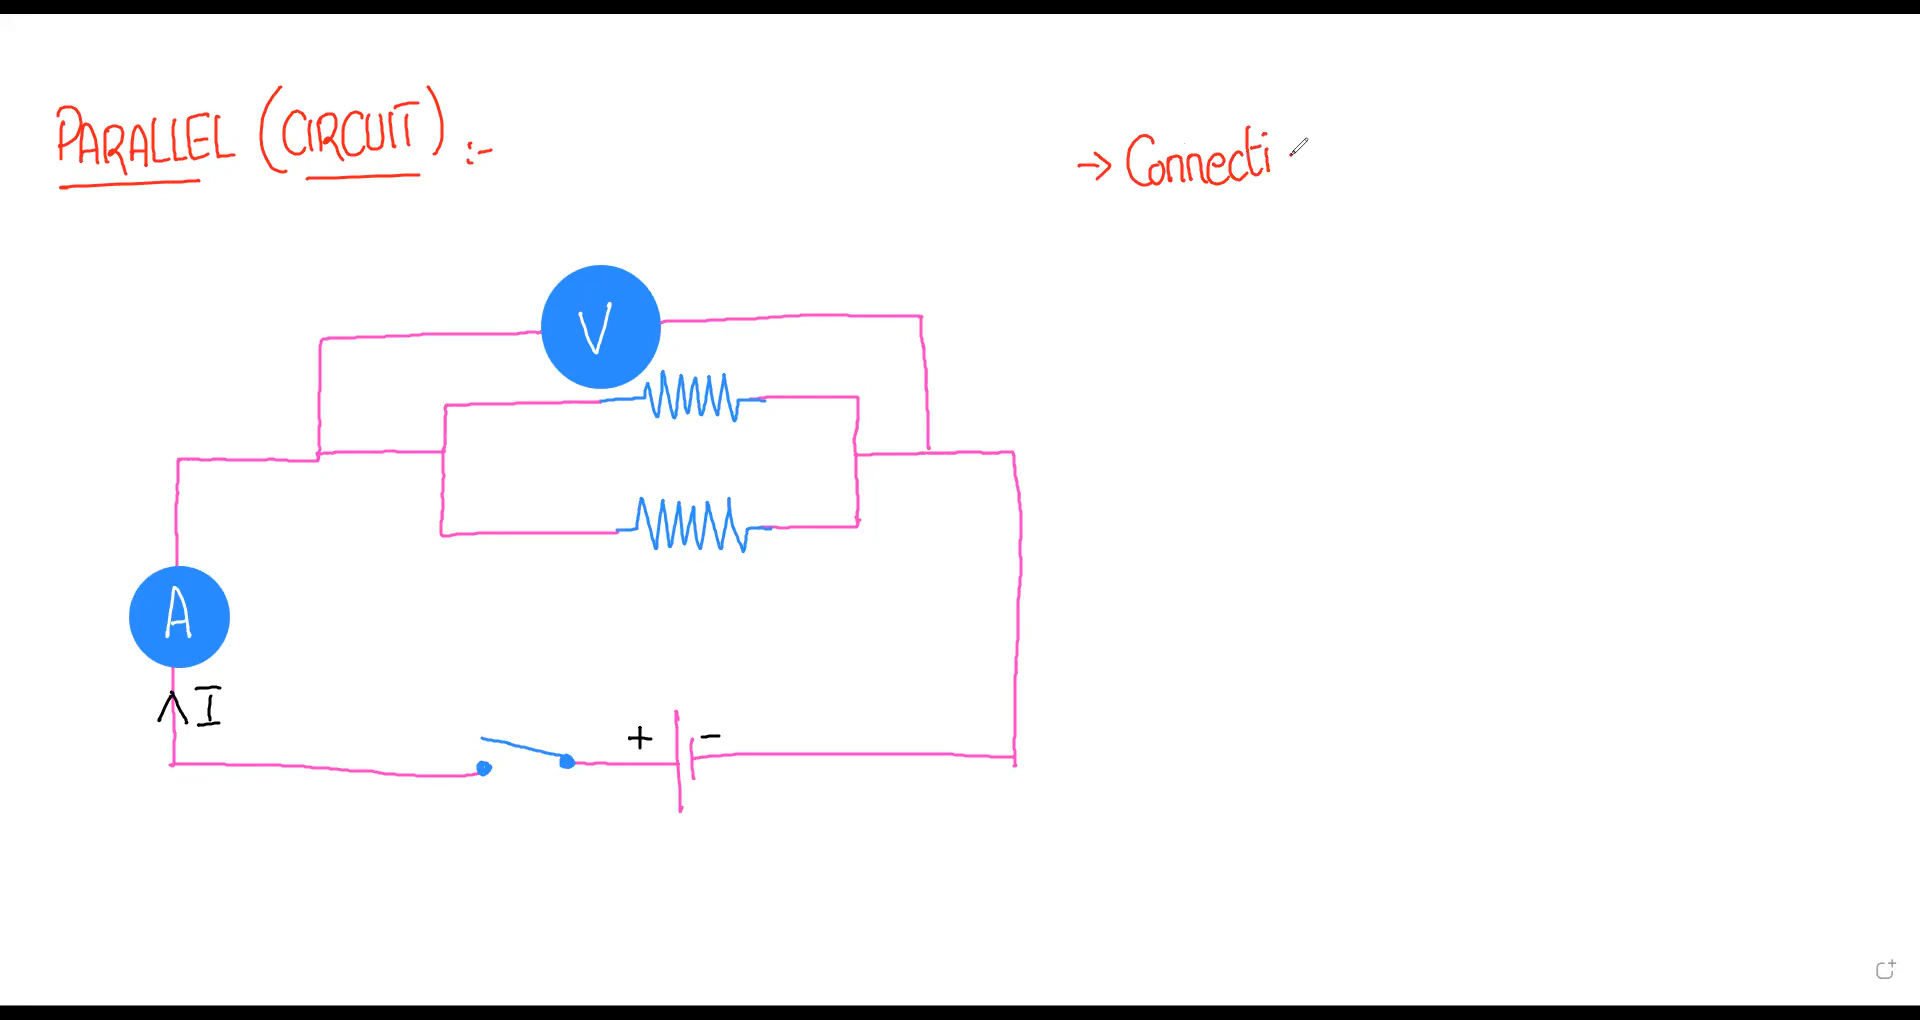 PARALLEL (CIRCUIT) :-
→ Connecti
V
A
I
+ -